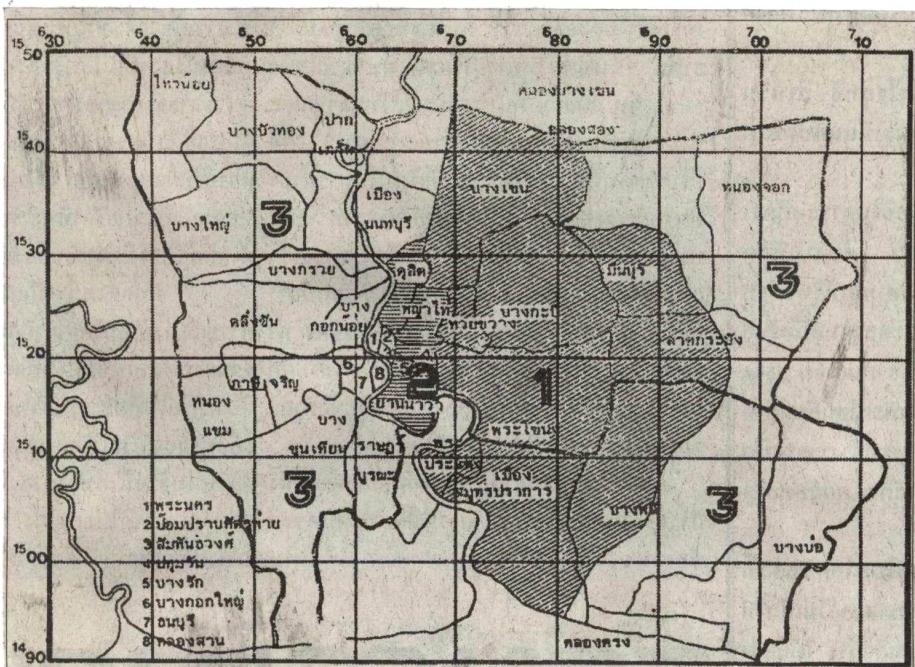 ⁶30 ⁶40 ⁶50 ⁶60 ⁶70 ⁶80 ⁶90 ⁷00 ⁷10
¹⁵50
¹⁵40
¹⁵30
¹⁵20
¹⁵10
¹⁵00
¹⁴90
ไทรน้อย
คลองบางเขน
คลองสอง
บางบัวทอง
ปาก
เกร็ด
บางเขน
หนองจอก
เมือง
นนทบุรี
บางใหญ่
3
บางกรวย
ดุสิต
มีนบุรี
3
ตลิ่งชัน
บาง
กอกน้อย
พญาไท
ห้วยขวาง
บางกะปิ
ลาดกระบัง
1
2
6
7
8
5
2
1
ภาษีเจริญ
หนอง
แขม
ยานนาวา
บาง
ขุนเทียน
ราษฎร์
บูรณะ
พระโขนง
พระ
ประแดง
เมือง
สมุทรปราการ
3
3
บางพลี
บางบ่อ
1 พระนคร
2 ป้อมปราบศัตรูพ่าย
3 สัมพันธวงศ์
4 ปทุมวัน
5 บางรัก
6 บางกอกใหญ่
7 ธนบุรี
8 คลองสาน
คลองตรง